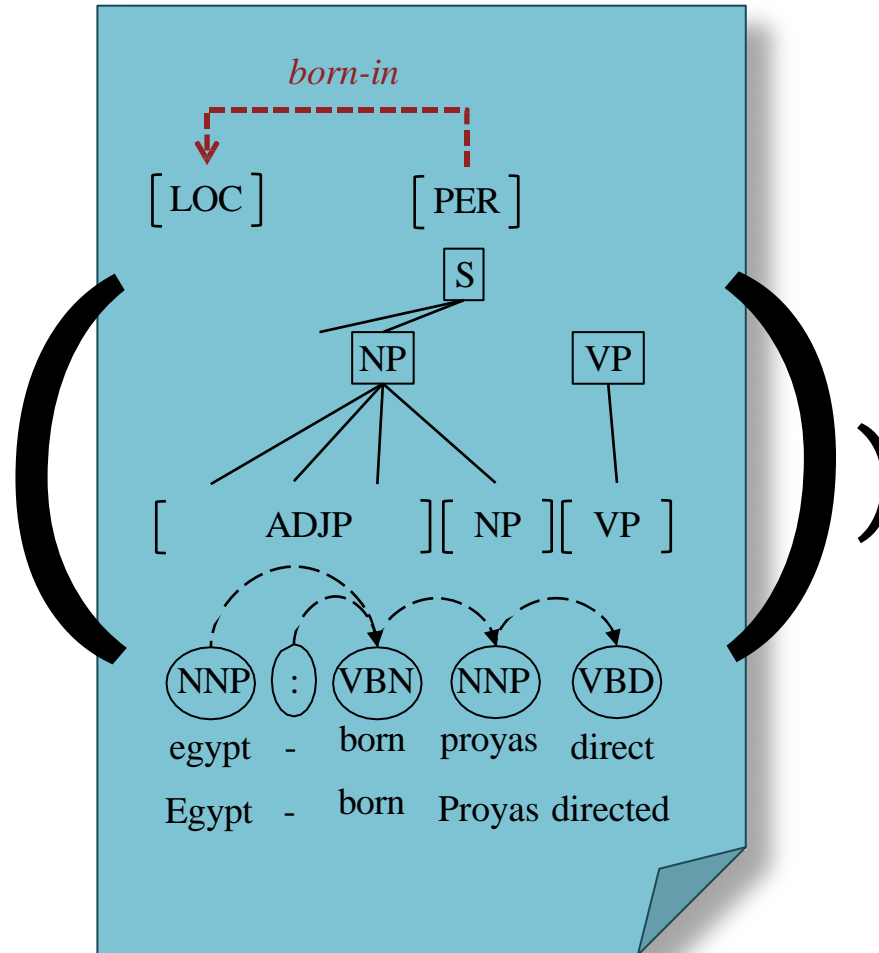 born-in
[ LOC ] [ PER ]
S
NP VP
[ ADJP ] [ NP ] [ VP ]
NNP : VBN NNP VBD
egypt - born proyas direct
Egypt - born Proyas directed